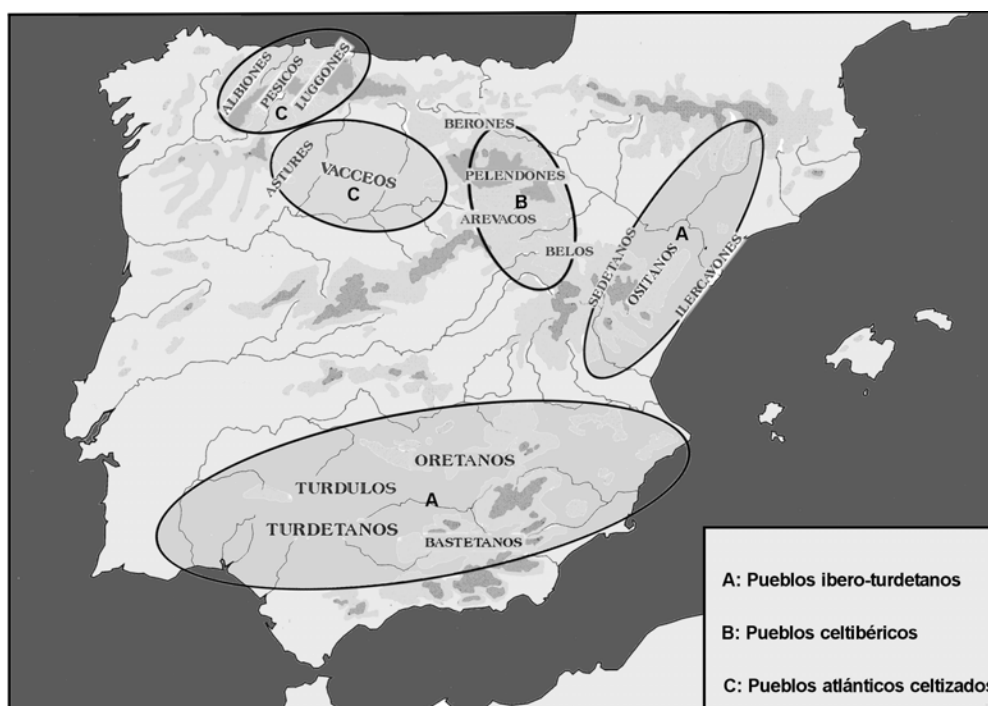 ALBIONES
PESICOS
LUGGONES
C
ASTURES
VACCEOS
C
BERONES
PELENDONES
B
AREVACOS
BELOS
A
SEDETANOS
OSITANOS
ILERCAVONES
ORETANOS
TURDULOS
A
TURDETANOS
BASTETANOS
A: Pueblos ibero-turdetanos
B: Pueblos celtibéricos
C: Pueblos atlánticos celtizados